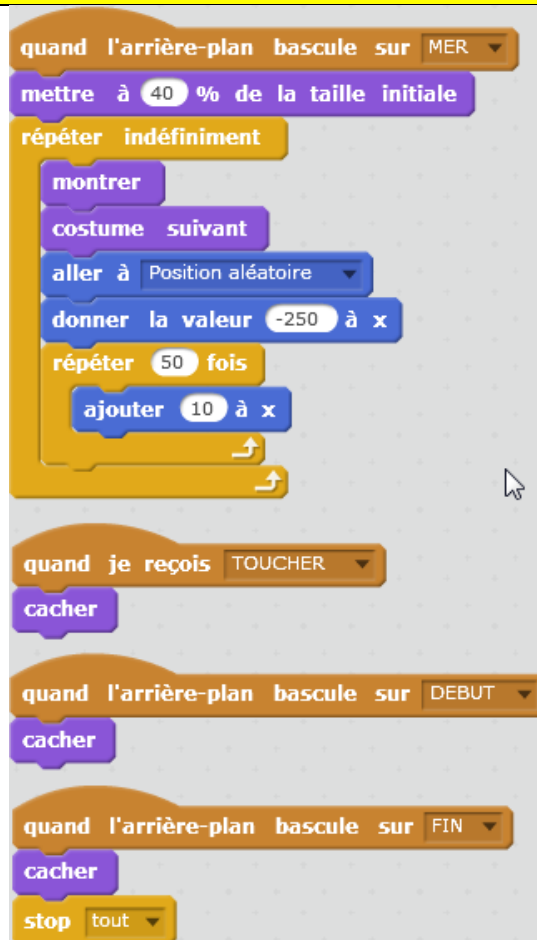 quand l'arrière-plan bascule sur MER
mettre à 40 % de la taille initiale
répéter indéfiniment
montrer
costume suivant
aller à Position aléatoire
donner la valeur -250 à x
répéter 50 fois
ajouter 10 à x
quand je reçois TOUCHER
cacher
quand l'arrière-plan bascule sur DEBUT
cacher
quand l'arrière-plan bascule sur FIN
cacher
stop tout